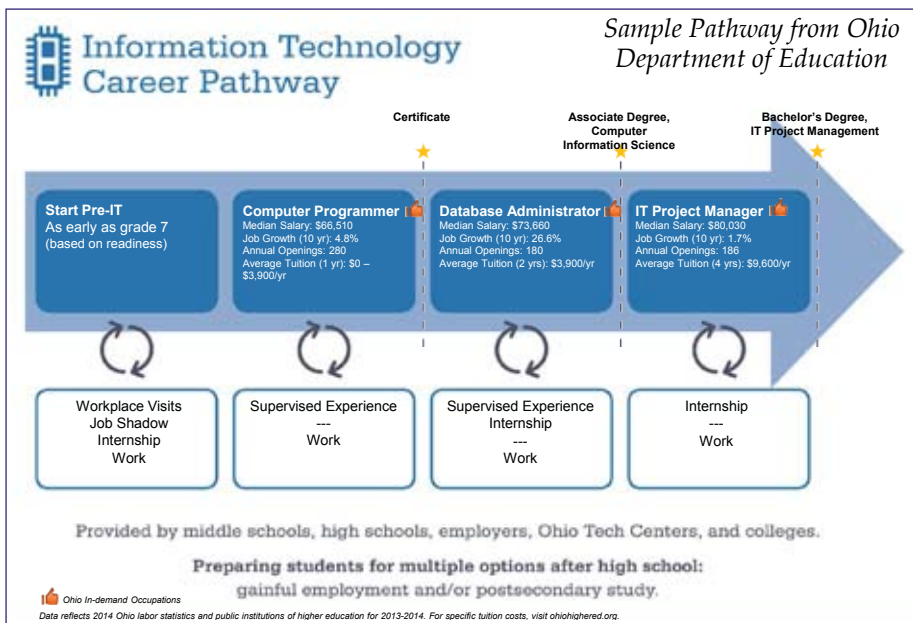 Information Technology
Career Pathway
Sample Pathway from Ohio
Department of Education
Certificate
Associate Degree,
Computer
Information Science
Bachelor's Degree,
IT Project Management
Start Pre-IT
As early as grade 7
(based on readiness)
Computer Programmer
Median Salary: $66,510
Job Growth (10 yr): 4.8%
Annual Openings: 280
Average Tuition (1 yr): $0 –
$3,900/yr
Database Administrator
Median Salary: $73,660
Job Growth (10 yr): 26.6%
Annual Openings: 180
Average Tuition (2 yrs): $3,900/yr
IT Project Manager
Median Salary: $80,030
Job Growth (10 yr): 1.7%
Annual Openings: 186
Average Tuition (4 yrs): $9,600/yr
Workplace Visits
Job Shadow
Internship
Work
Supervised Experience
---
Work
Supervised Experience
Internship
---
Work
Internship
---
Work
Provided by middle schools, high schools, employers, Ohio Tech Centers, and colleges.
Preparing students for multiple options after high school:
gainful employment and/or postsecondary study.
Ohio In-demand Occupations
Data reflects 2014 Ohio labor statistics and public institutions of higher education for 2013-2014. For specific tuition costs, visit ohiohighered.org.